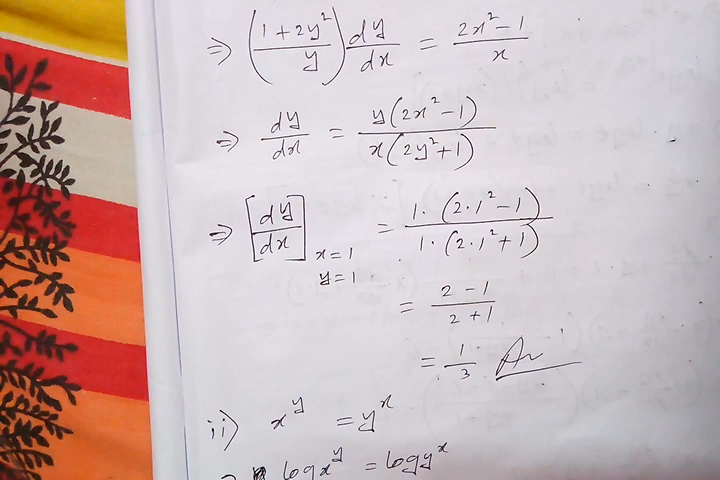 ⇒ ((1+2y²)/y) dy/dx = (2x²-1)/x
⇒ dy/dx = y(2x²-1)/x(2y²+1)
⇒ [dy/dx] x=1 y=1 = 1·(2·1²-1)/1·(2·1²+1)
= (2-1)/(2+1)
= 1/3
ii) x^y = y^x
⇒ log x^y = log y^x